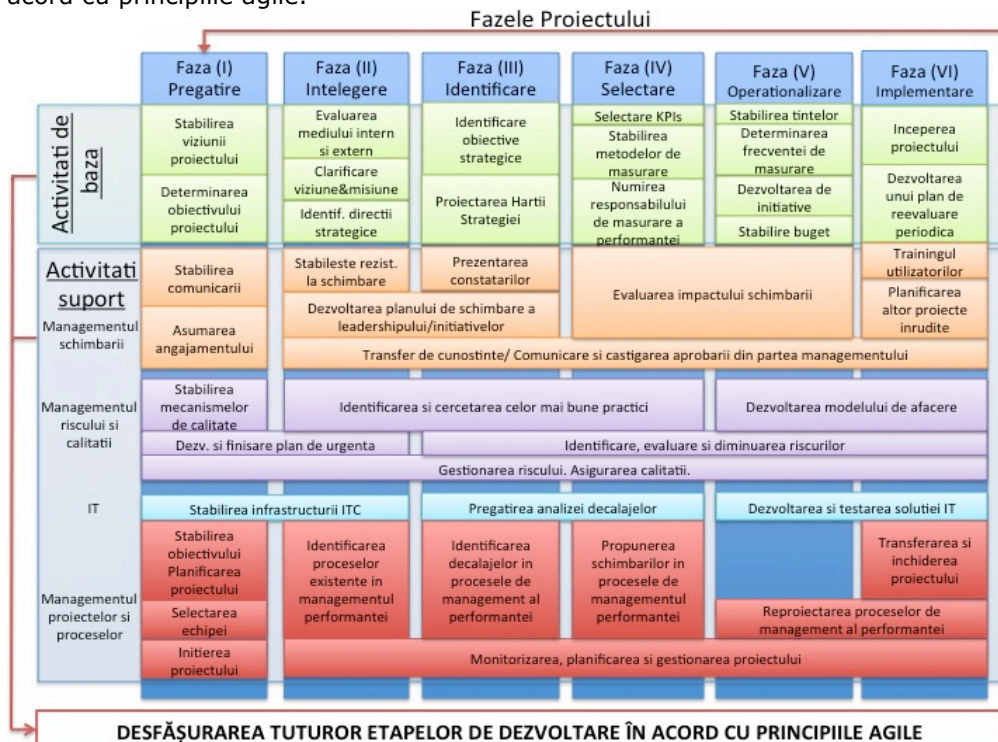 acord cu principiile agile.
Fazele Proiectului
Faza (I)
Pregatire
Faza (II)
Intelegere
Faza (III)
Identificare
Faza (IV)
Selectare
Faza (V)
Operationalizare
Faza (VI)
Implementare
Activitati de
baza
Stabilirea
viziunii
proiectului
Determinarea
obiectivului
proiectului
Evaluarea
mediului intern
si extern
Clarificare
viziune&misiune
Identif. directii
strategice
Identificare
obiective
strategice
Proiectarea Hartii
Strategiei
Selectare KPIs
Stabilirea
metodelor de
masurare
Numirea
responsabilului
de masurare a
performantei
Stabilirea tintelor
Determinarea
frecventei de
masurare
Dezvoltarea de
initiative
Stabilire buget
Inceperea
proiectului
Dezvoltarea
unui plan de
reevaluare
periodica
Activitati
suport
Managementul
schimbarii
Stabilirea
comunicarii
Asumarea
angajamentului
Stabileste rezist.
la schimbare
Prezentarea
constatarilor
Dezvoltarea planului de schimbare a
leadershipului/initiativelor
Evaluarea impactului schimbarii
Trainingul
utilizatorilor
Planificarea
altor proiecte
inrudite
Transfer de cunostinte/ Comunicare si castigarea aprobarii din partea managementului
Managementul
riscului si
calitatii
Stabilirea
mecanismelor
de calitate
Identificarea si cercetarea celor mai bune practici
Dezvoltarea modelului de afacere
Dezv. si finisare plan de urgenta
Identificare, evaluare si diminuarea riscurilor
Gestionarea riscului. Asigurarea calitatii.
IT
Stabilirea infrastructurii ITC
Pregatirea analizei decalajelor
Dezvoltarea si testarea solutiei IT
Managementul
proiectelor si
proceselor
Stabilirea
obiectivului
Planificarea
proiectului
Selectarea
echipei
Initierea
proiectului
Identificarea
proceselor
existente in
managementul
performantei
Identificarea
decalajelor in
procesele de
management al
performantei
Propunerea
schimbarilor in
procesele de
managementul
performantei
Transferarea si
inchiderea
proiectului
Reproiectarea proceselor de
management al performantei
Monitorizarea, planificarea si gestionarea proiectului
DESFĂŞURAREA TUTUROR ETAPELOR DE DEZVOLTARE ÎN ACORD CU PRINCIPIILE AGILE